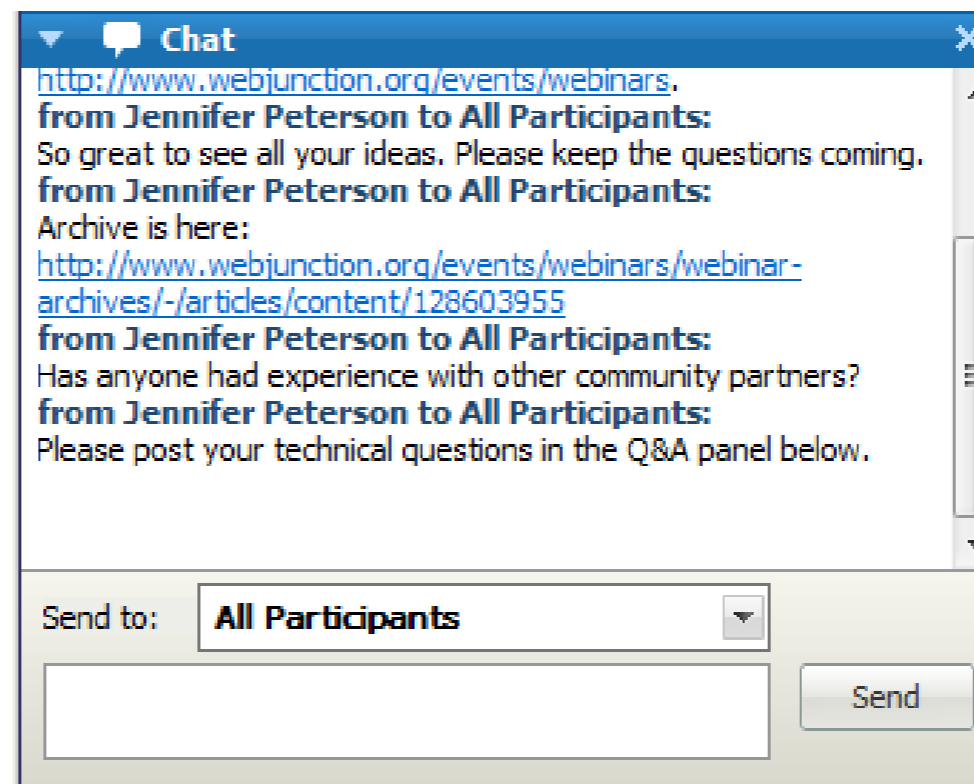 Chat
http://www.webjunction.org/events/webinars.
from Jennifer Peterson to All Participants:
So great to see all your ideas. Please keep the questions coming.
from Jennifer Peterson to All Participants:
Archive is here:
http://www.webjunction.org/events/webinars/webinar-
archives/-/articles/content/128603955
from Jennifer Peterson to All Participants:
Has anyone had experience with other community partners?
from Jennifer Peterson to All Participants:
Please post your technical questions in the Q&A panel below.
Send to: All Participants
Send